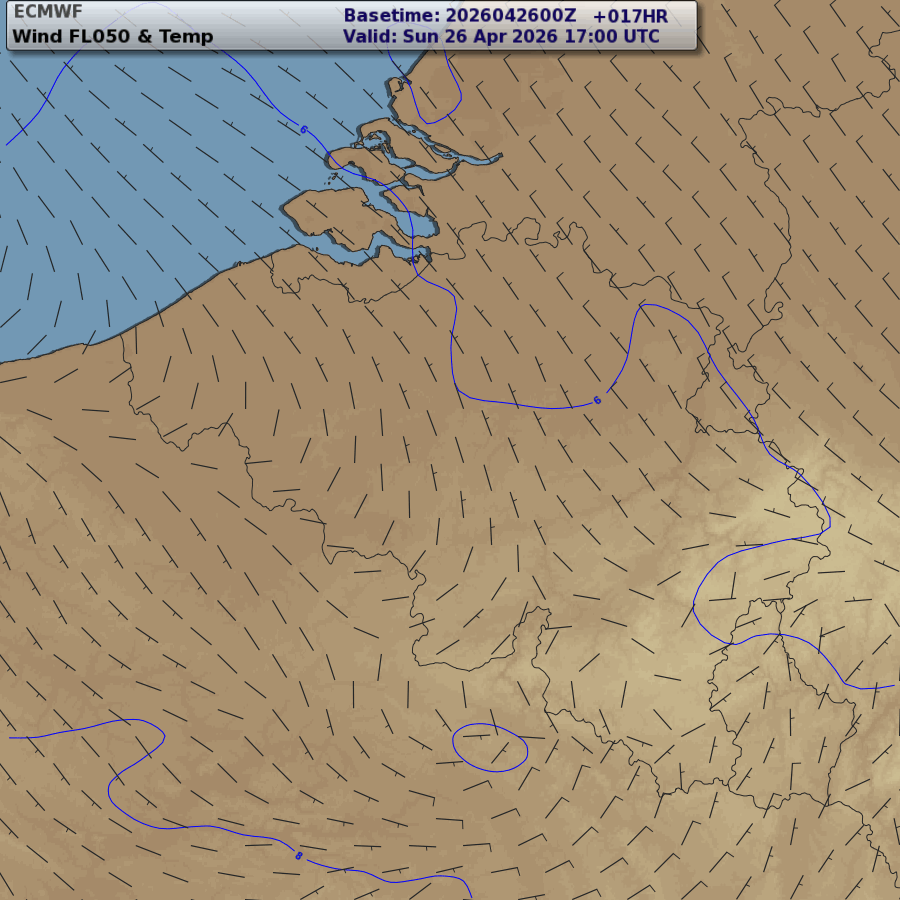 ECMWF
Basetime: 2026042600Z +017HR
Wind FL050 & Temp
Valid: Sun 26 Apr 2026 17:00 UTC
6
6
8